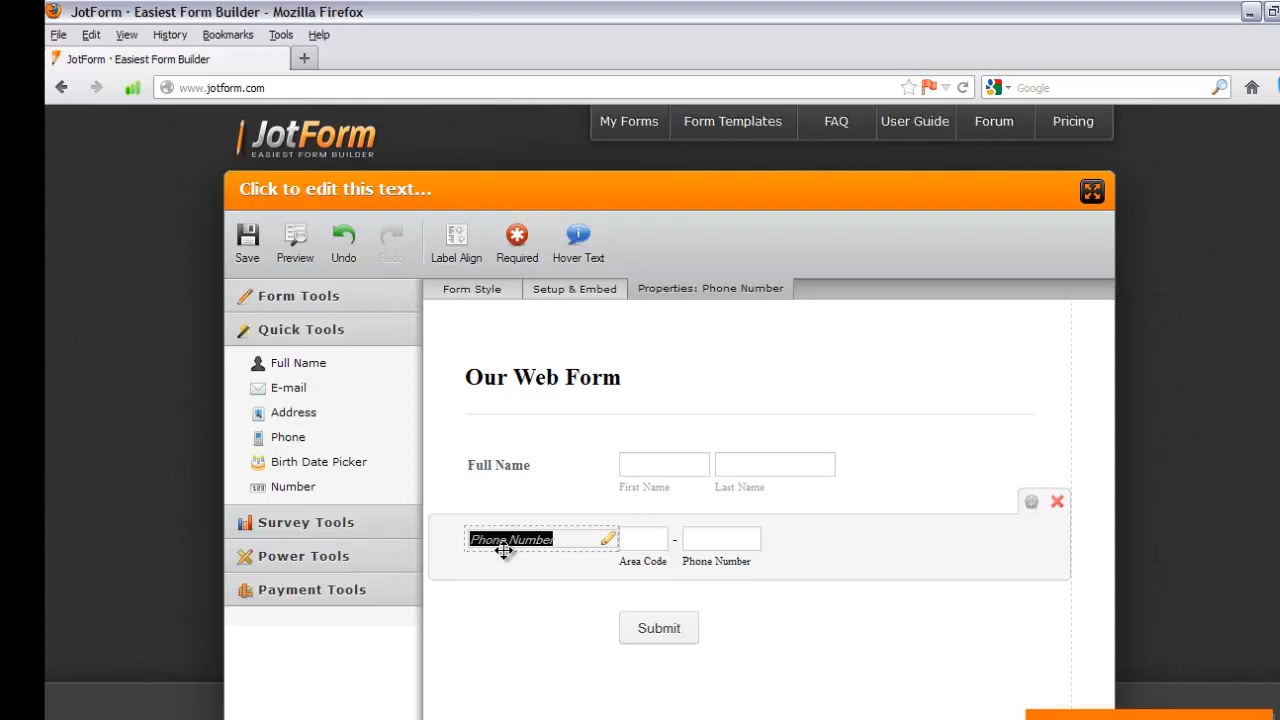 JotForm · Easiest Form Builder - Mozilla Firefox
File Edit View History Bookmarks Tools Help
JotForm · Easiest Form Builder
www.jotform.com
Google
JotForm
EASIEST FORM BUILDER
My Forms Form Templates FAQ User Guide Forum Pricing
Click to edit this text...
Save Preview Undo Redo Label Align Required Hover Text
Form Tools
Form Style Setup & Embed Properties: Phone Number
Quick Tools
Full Name
E-mail
Address
Phone
Birth Date Picker
Number
Survey Tools
Power Tools
Payment Tools
Our Web Form
Full Name
First Name Last Name
Phone Number -
Area Code Phone Number
Submit